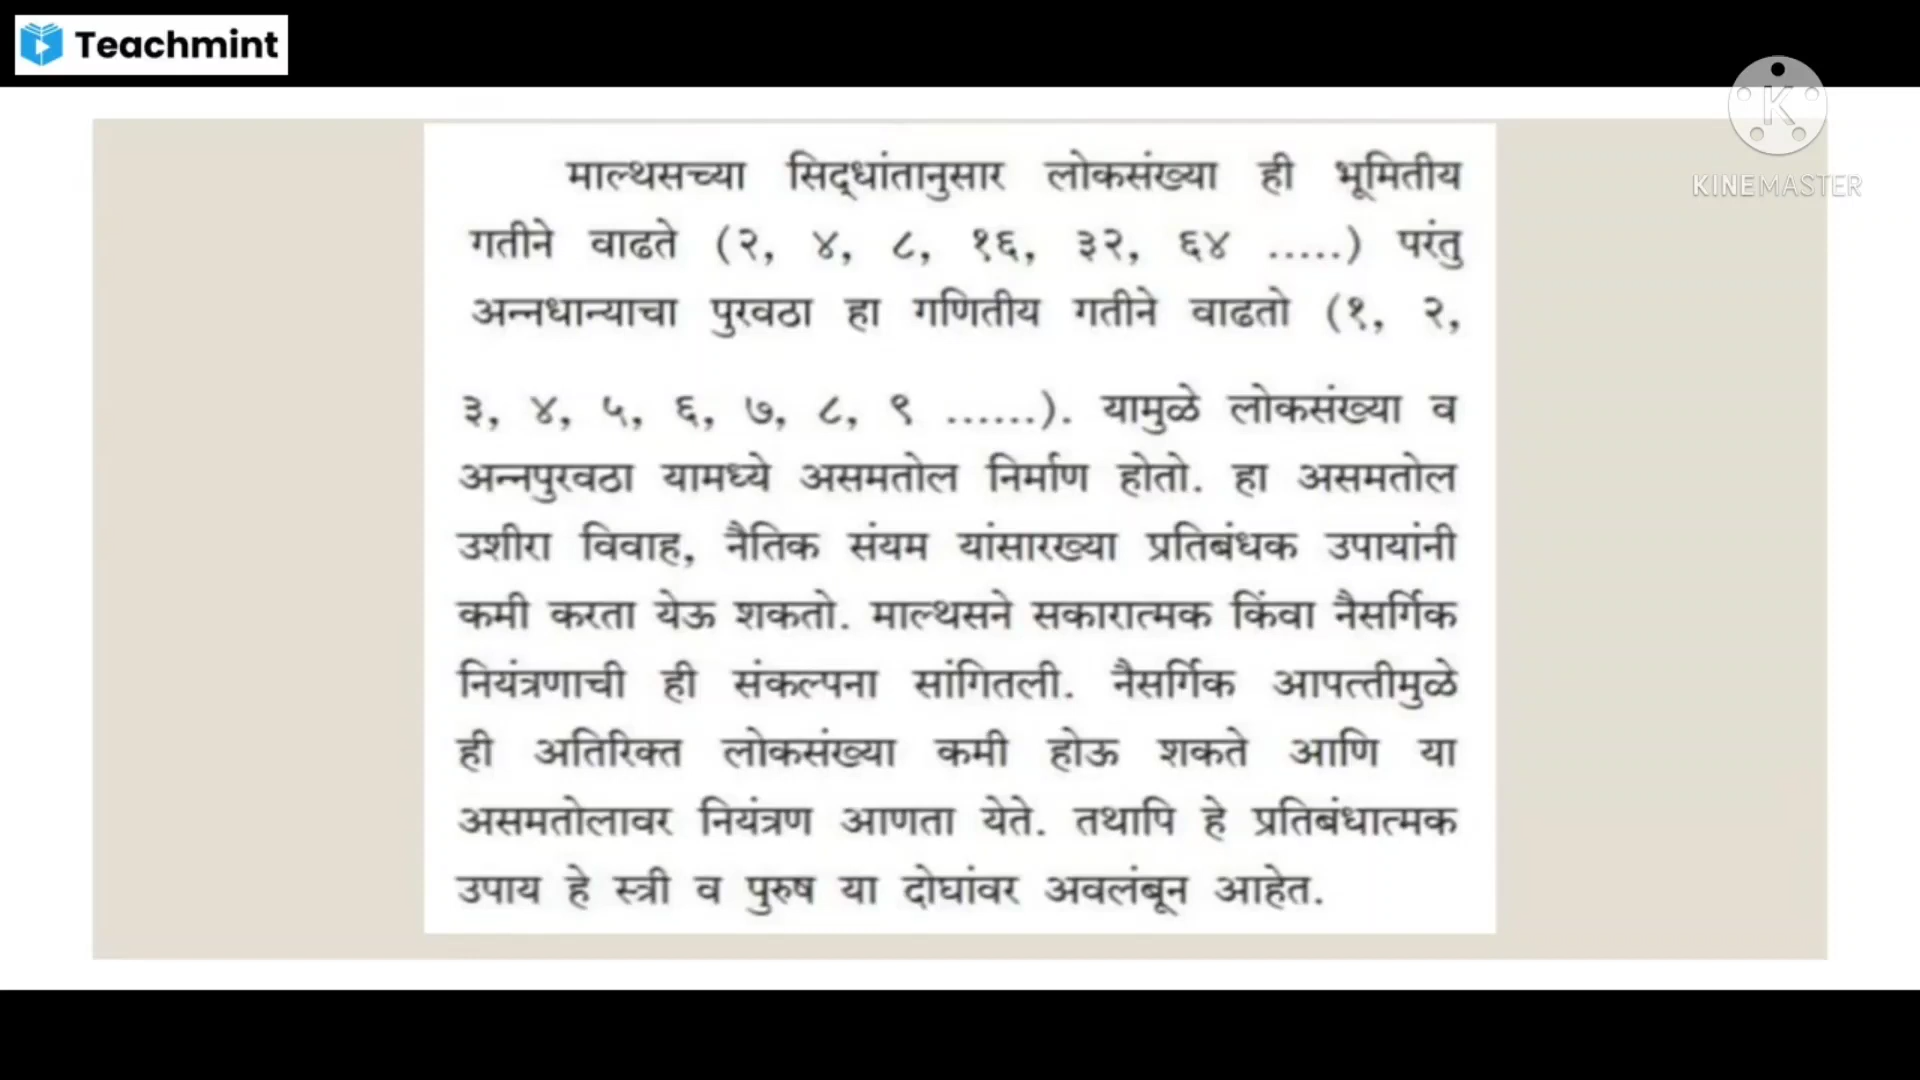 Teachmint
KINEMASTER
माल्थसच्या सिद्धांतानुसार लोकसंख्या ही भूमितीय
गतीने वाढते (२, ४, ८, १६, ३२, ६४ .....) परंतु
अन्नधान्याचा पुरवठा हा गणितीय गतीने वाढतो (१, २,
३, ४, ५, ६, ७, ८, ९ ......). यामुळे लोकसंख्या व
अन्नपुरवठा यामध्ये असमतोल निर्माण होतो. हा असमतोल
उशीरा विवाह, नैतिक संयम यांसारख्या प्रतिबंधक उपायांनी
कमी करता येऊ शकतो. माल्थसने सकारात्मक किंवा नैसर्गिक
नियंत्रणाची ही संकल्पना सांगितली. नैसर्गिक आपत्तीमुळे
ही अतिरिक्त लोकसंख्या कमी होऊ शकते आणि या
असमतोलावर नियंत्रण आणता येते. तथापि हे प्रतिबंधात्मक
उपाय हे स्त्री व पुरुष या दोघांवर अवलंबून आहेत.